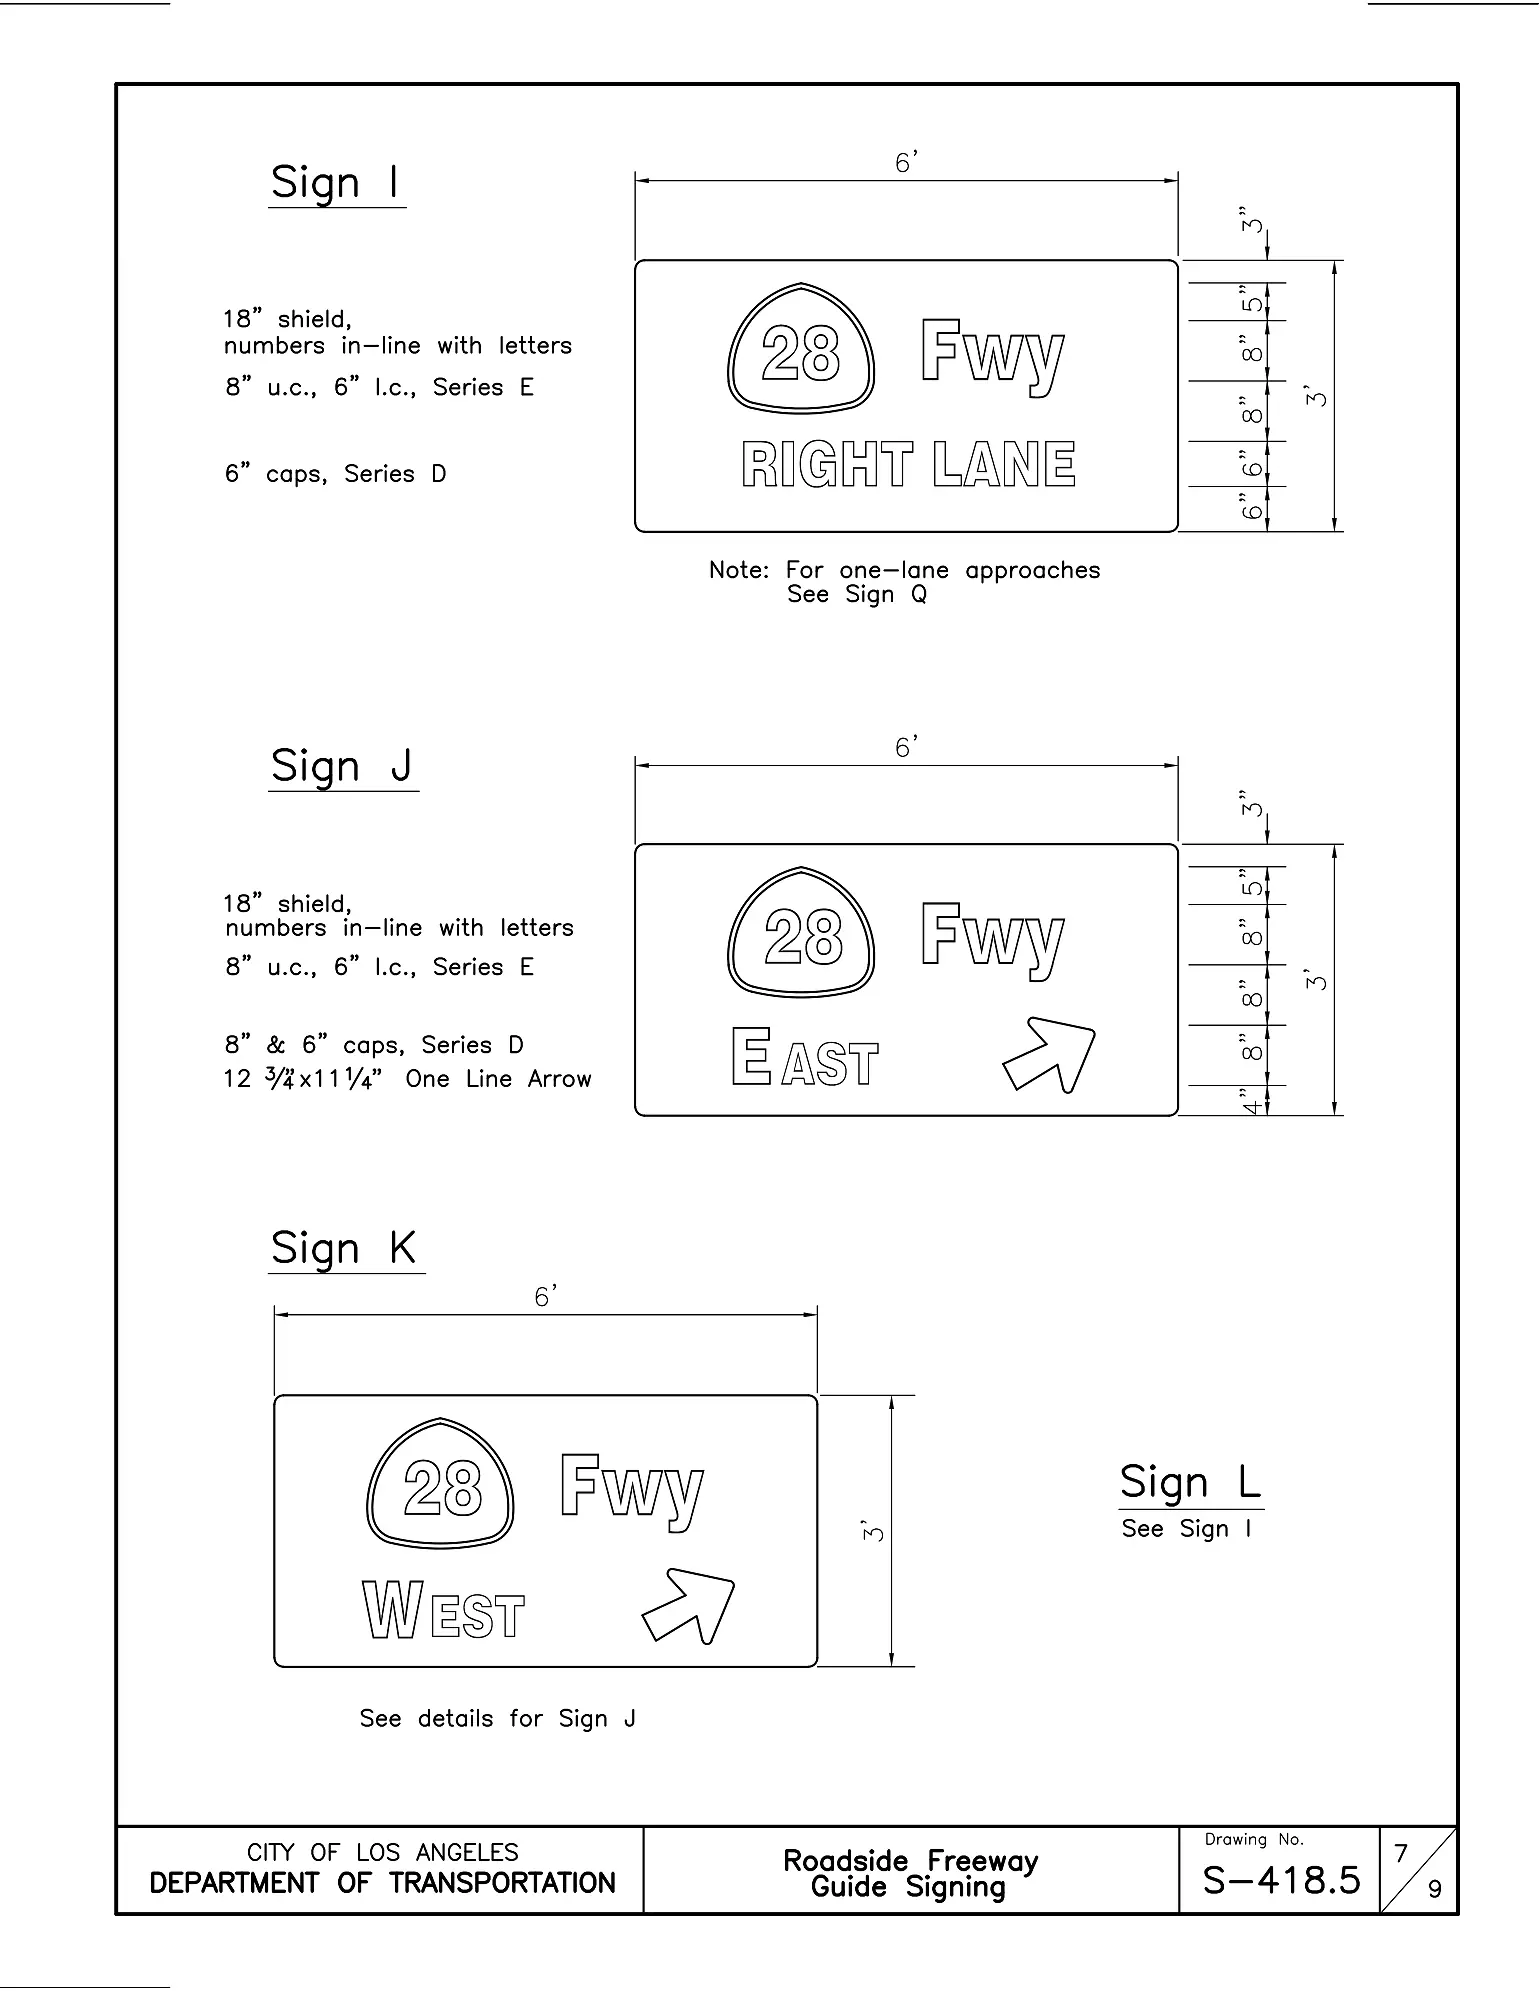 Sign I
6'
3"
18" shield,
numbers in-line with letters
8" u.c., 6" l.c., Series E
6" caps, Series D
28 Fwy
RIGHT LANE
5"
8"
8"
6"
6"
3'
Note: For one-lane approaches
See Sign Q
Sign J
6'
3"
18" shield,
numbers in-line with letters
8" u.c., 6" l.c., Series E
8" & 6" caps, Series D
12 3/4"x11 1/4" One Line Arrow
28 Fwy
EAST
5"
8"
8"
8"
4"
3'
Sign K
6'
28 Fwy
WEST
3'
See details for Sign J
Sign L
See Sign I
CITY OF LOS ANGELES
DEPARTMENT OF TRANSPORTATION
Roadside Freeway
Guide Signing
Drawing No.
S-418.5
7/9